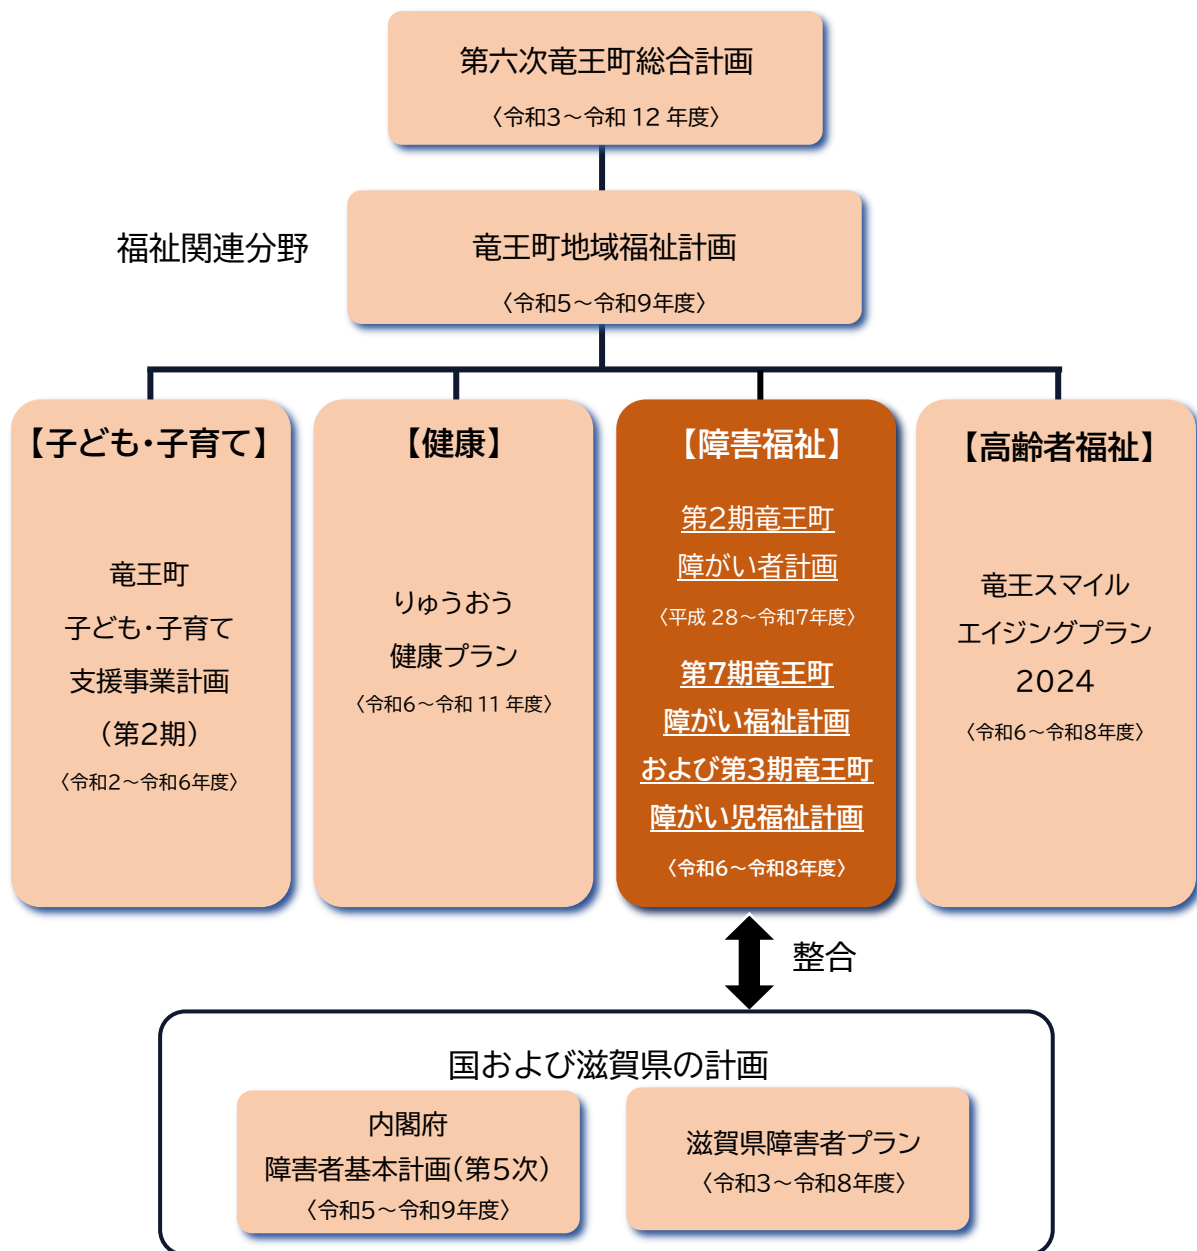 第六次竜王町総合計画
〈令和3～令和 12 年度〉
福祉関連分野
竜王町地域福祉計画
〈令和5～令和9年度〉
【子ども・子育て】
竜王町
子ども・子育て
支援事業計画
（第2期）
〈令和2～令和6年度〉
【健康】
りゅうおう
健康プラン
〈令和6～令和 11 年度〉
【障害福祉】
第2期竜王町
障がい者計画
〈平成 28～令和7年度〉
第7期竜王町
障がい福祉計画
および第3期竜王町
障がい児福祉計画
〈令和6～令和8年度〉
【高齢者福祉】
竜王スマイル
エイジングプラン
2024
〈令和6～令和8年度〉
整合
国および滋賀県の計画
内閣府
障害者基本計画（第5次）
〈令和5～令和9年度〉
滋賀県障害者プラン
〈令和3～令和8年度〉